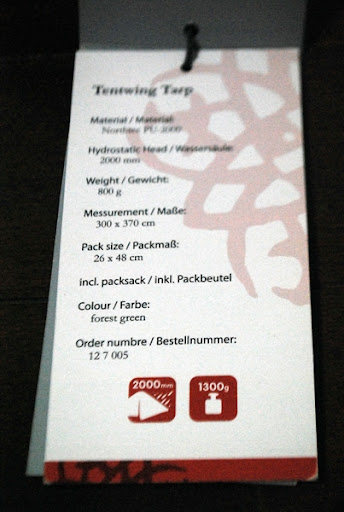 Tentwing Tarp
Material / Material:
PU-2000
Hydrostatic Head / Wassersäule:
2000 mm
Weight / Gewicht:
800 g
Messurement / Maße:
300 x 370 cm
Pack size / Packmaß:
26 x 48 cm
incl. packsack / inkl. Packbeutel
Colour / Farbe:
forest green
Order numbre / Bestellnummer:
12 7 005
2000mm
1300g